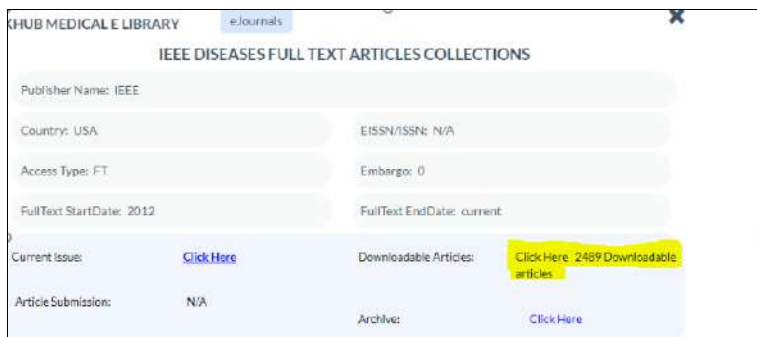 KHUB MEDICAL E LIBRARY
eJournals
IEEE DISEASES FULL TEXT ARTICLES COLLECTIONS
Publisher Name: IEEE
Country: USA
EISSN/ISSN: N/A
Access Type: FT
Embargo: 0
FullText StartDate: 2012
FullText EndDate: current
Current Issue:
Click Here
Downloadable Articles:
Click Here 2489 Downloadable
articles
Article Submission:
N/A
Archive:
Click Here